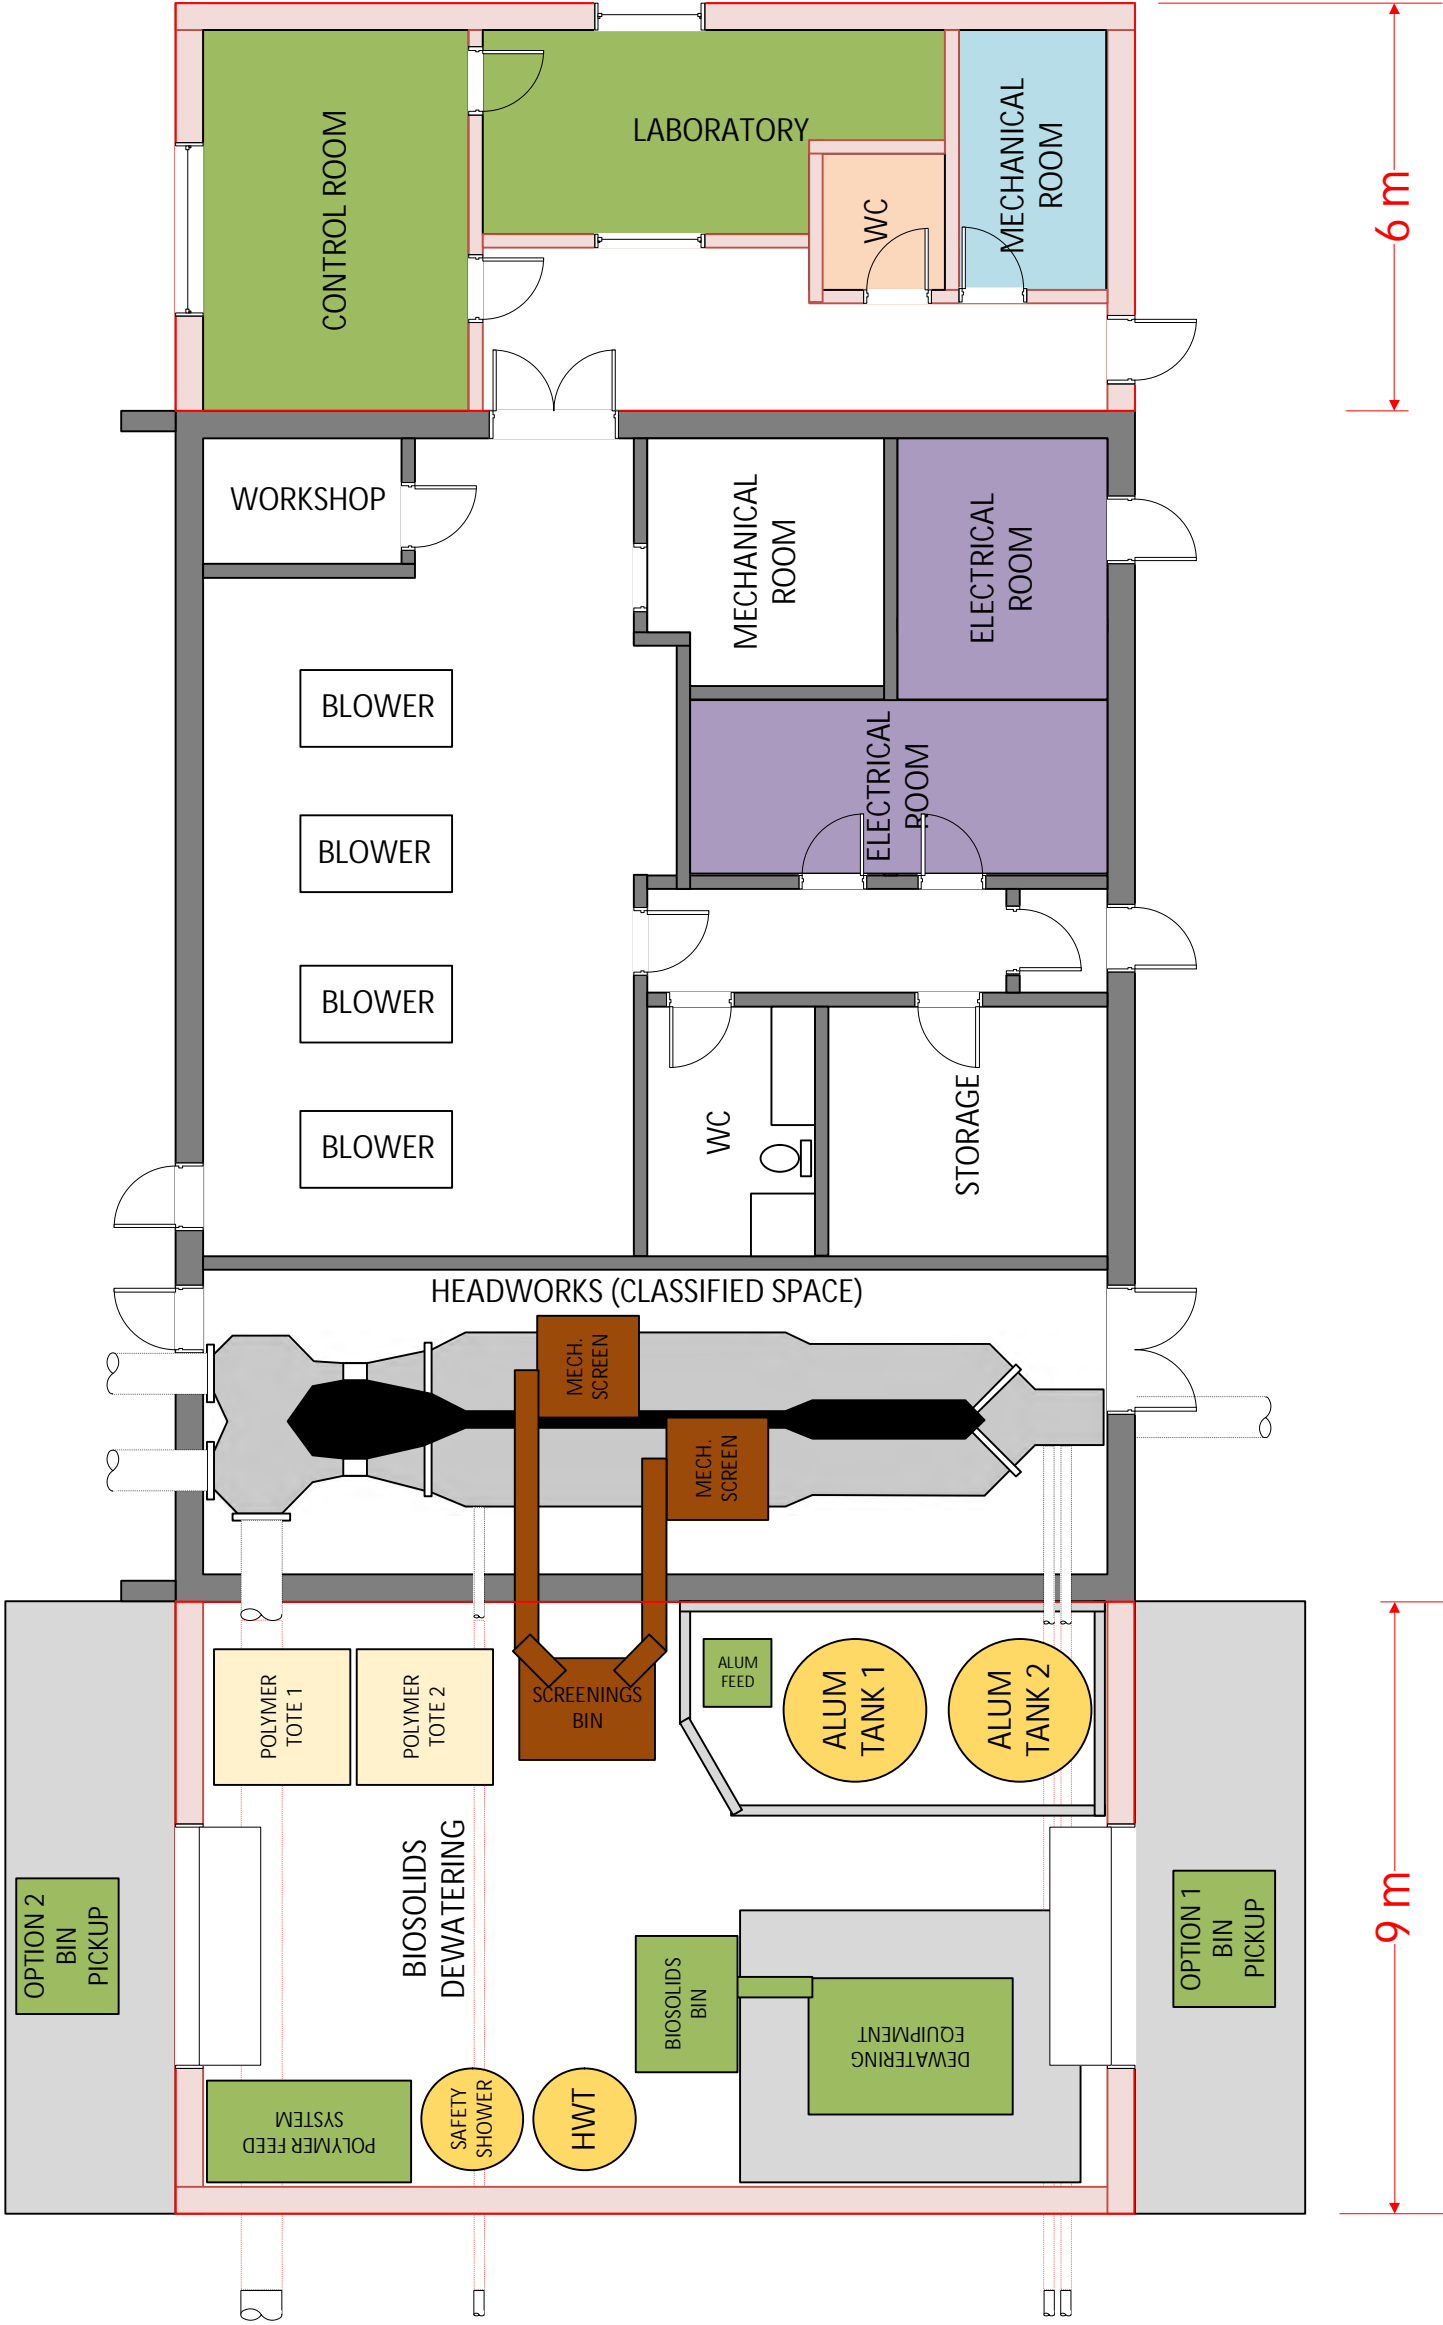 CONTROL ROOM
LABORATORY
WC
MECHANICAL
ROOM
6 m
WORKSHOP
MECHANICAL
ROOM
ELECTRICAL
ROOM
BLOWER
ELECTRICAL
ROOM
BLOWER
BLOWER
BLOWER
WC
STORAGE
HEADWORKS (CLASSIFIED SPACE)
MECH.
SCREEN
MECH.
SCREEN
POLYMER
TOTE 1
POLYMER
TOTE 2
SCREENINGS
BIN
ALUM
FEED
ALUM
TANK 1
ALUM
TANK 2
BIOSOLIDS
DEWATERING
OPTION 2
BIN
PICKUP
BIOSOLIDS
BIN
DEWATERING
EQUIPMENT
OPTION 1
BIN
PICKUP
9 m
POLYMER FEED
SYSTEM
SAFETY
SHOWER
HWT